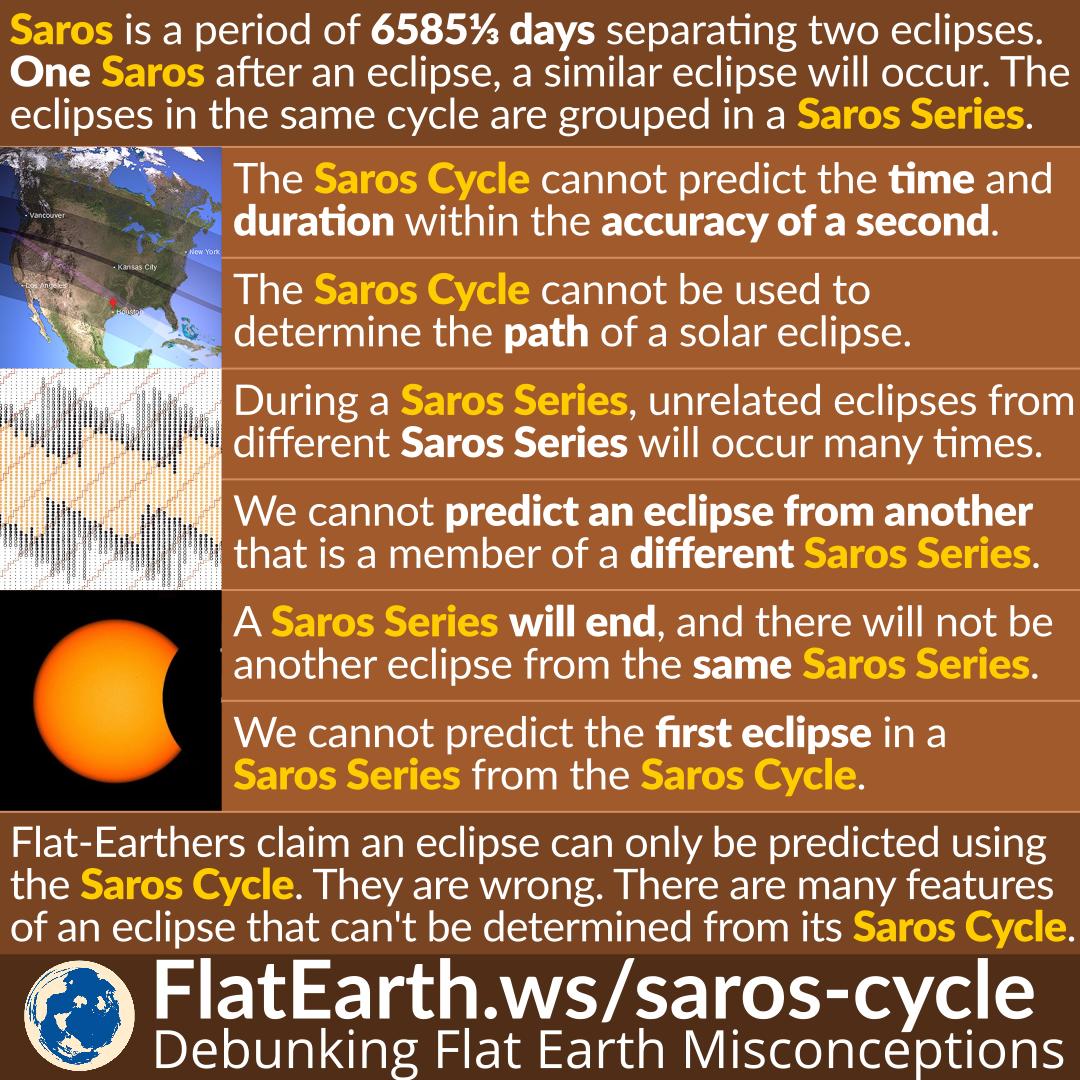 Saros is a period of 6585⅓ days separating two eclipses.
One Saros after an eclipse, a similar eclipse will occur. The
eclipses in the same cycle are grouped in a Saros Series.
Vancouver
New York
Kansas City
Los Angeles
Houston
The Saros Cycle cannot predict the time and
duration within the accuracy of a second.
The Saros Cycle cannot be used to
determine the path of a solar eclipse.
During a Saros Series, unrelated eclipses from
different Saros Series will occur many times.
We cannot predict an eclipse from another
that is a member of a different Saros Series.
A Saros Series will end, and there will not be
another eclipse from the same Saros Series.
We cannot predict the first eclipse in a
Saros Series from the Saros Cycle.
Flat-Earthers claim an eclipse can only be predicted using
the Saros Cycle. They are wrong. There are many features
of an eclipse that can't be determined from its Saros Cycle.
FlatEarth.ws/saros-cycle
Debunking Flat Earth Misconceptions